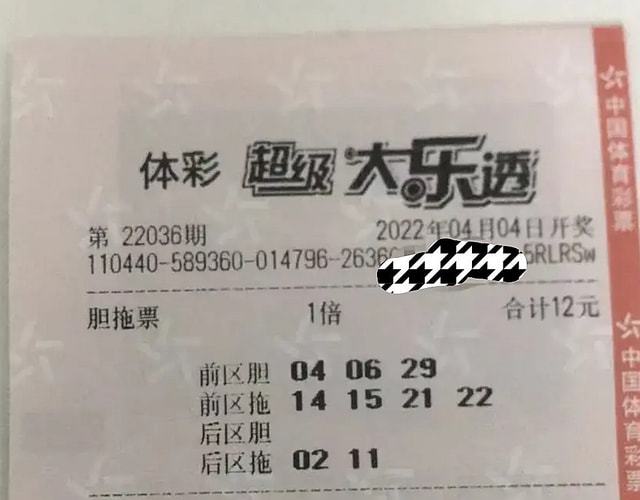 体彩 超级大乐透
第 22036期 2022年04月04日开奖
110440-589360-014796-2636 5RLRSw
胆拖票 1倍 合计12元
前区胆 04 06 29
前区拖 14 15 21 22
后区胆
后区拖 02 11
中国体育彩票
中国体育彩票